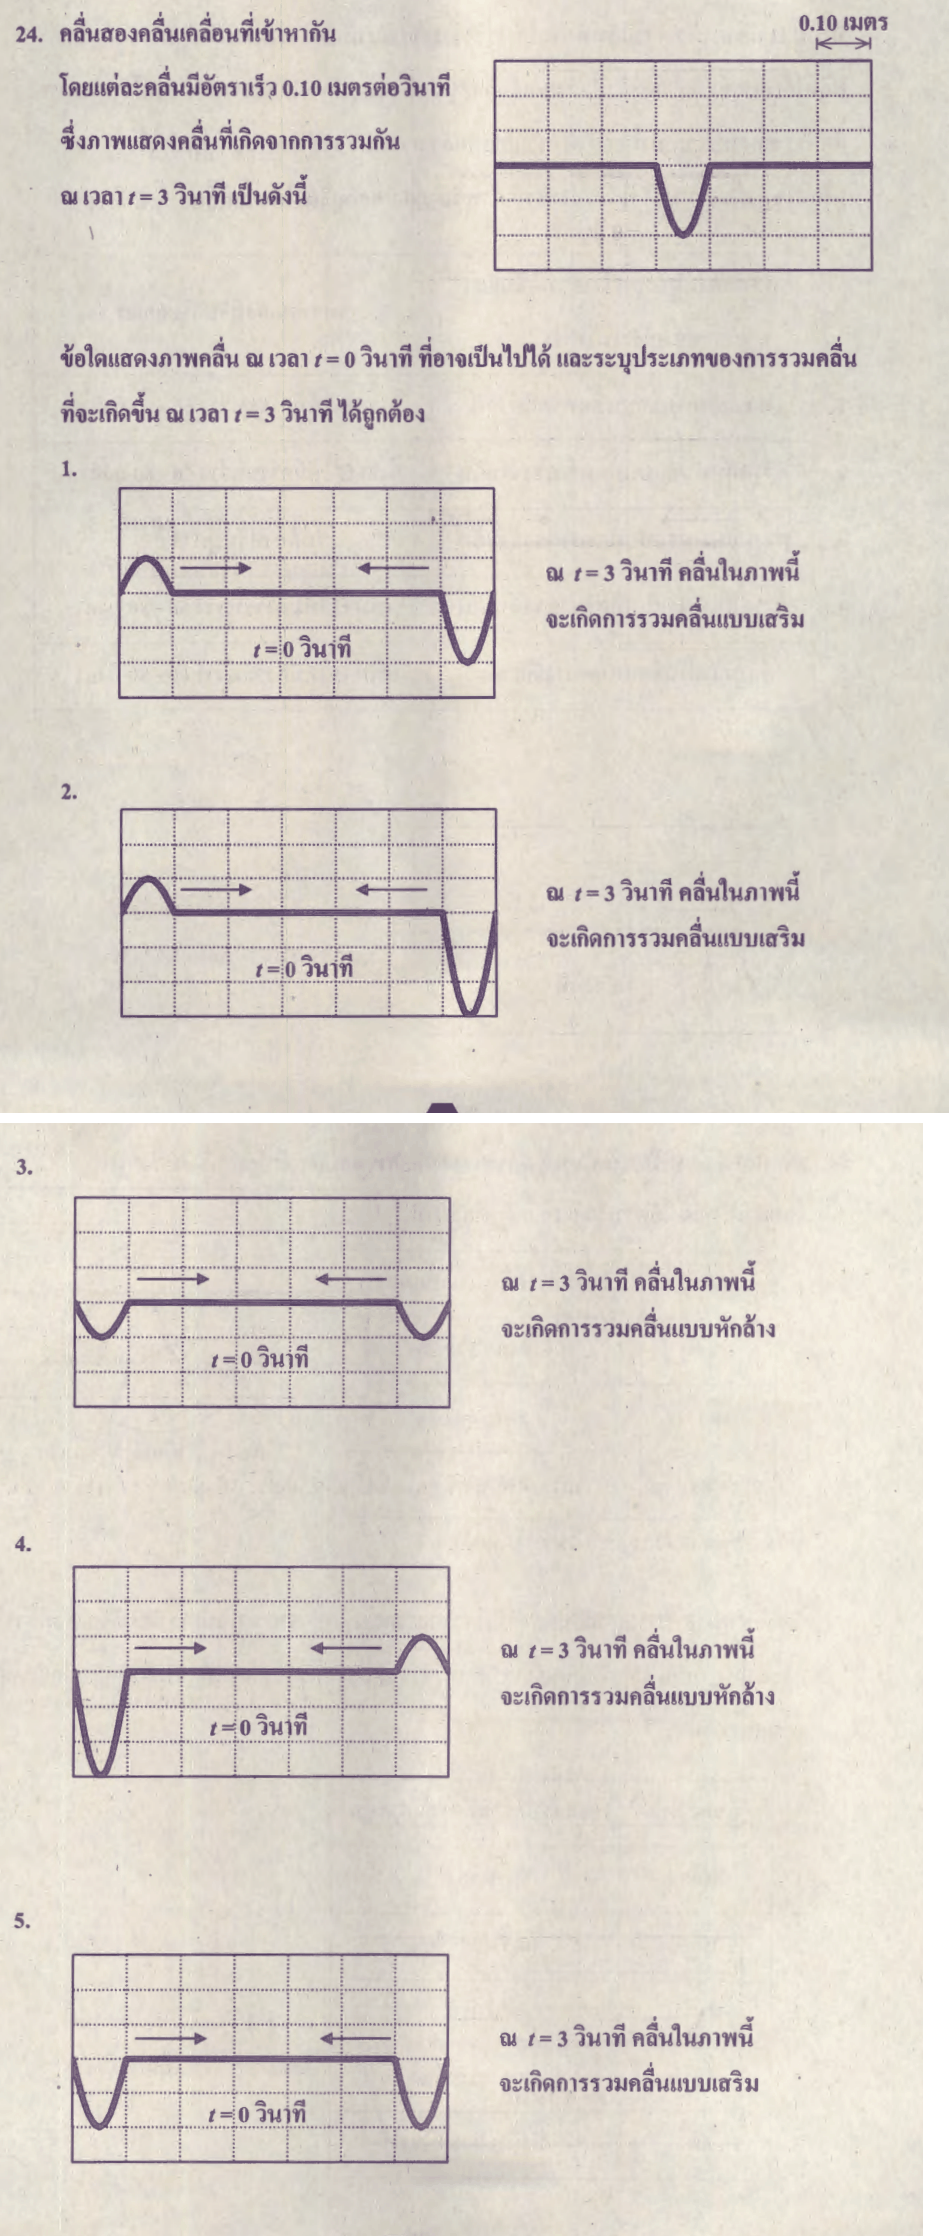 24. คลื่นสองคลื่นเคลื่อนที่เข้าหากัน
0.10 เมตร
โดยแต่ละคลื่นมีอัตราเร็ว 0.10 เมตรต่อวินาที
ซึ่งภาพแสดงคลื่นที่เกิดจากการรวมกัน
ณ เวลา t = 3 วินาที เป็นดังนี้
ข้อใดแสดงภาพคลื่น ณ เวลา t = 0 วินาที ที่อาจเป็นไปได้ และระบุประเภทของการรวมคลื่น
ที่จะเกิดขึ้น ณ เวลา t = 3 วินาที ได้ถูกต้อง
1.
ณ t = 3 วินาที คลื่นในภาพนี้
จะเกิดการรวมคลื่นแบบเสริม
t = 0 วินาที
2.
ณ t = 3 วินาที คลื่นในภาพนี้
จะเกิดการรวมคลื่นแบบเสริม
t = 0 วินาที
3.
ณ t = 3 วินาที คลื่นในภาพนี้
จะเกิดการรวมคลื่นแบบหักล้าง
t = 0 วินาที
4.
ณ t = 3 วินาที คลื่นในภาพนี้
จะเกิดการรวมคลื่นแบบหักล้าง
t = 0 วินาที
5.
ณ t = 3 วินาที คลื่นในภาพนี้
จะเกิดการรวมคลื่นแบบเสริม
t = 0 วินาที